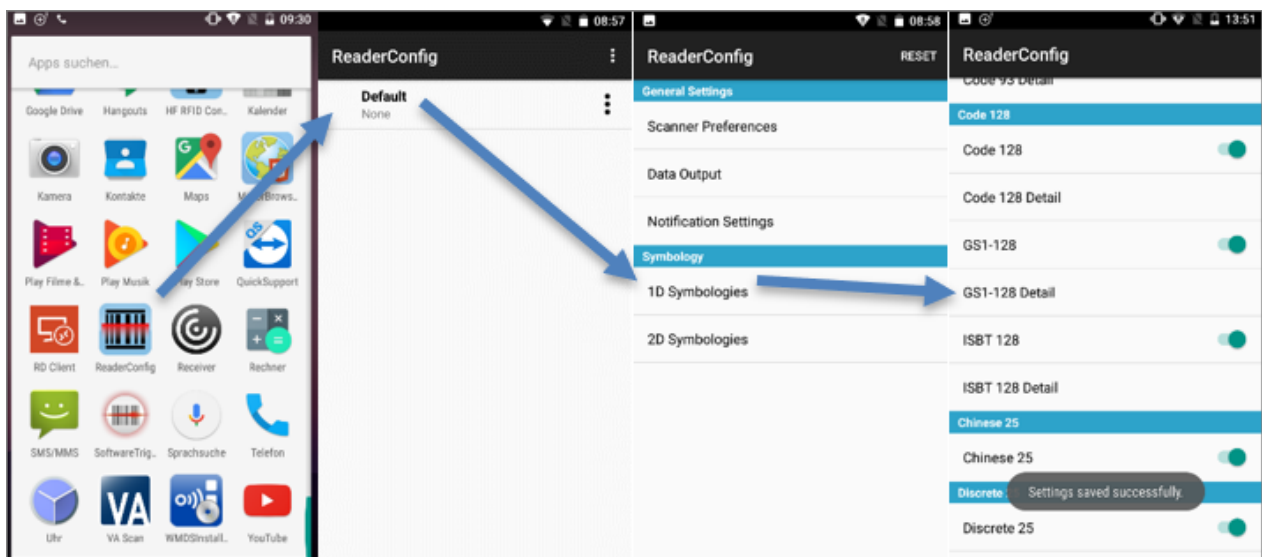 09:30
Apps suchen...
Google Drive
Hangouts
HF RFID Con..
Kalender
Kamera
Kontakte
Maps
Play Filme &..
Play Musik
Store
QuickSupport
RD Client
ReaderConfig
Receiver
Rechner
SMS/MMS
SoftwareTrig..
Sprachsuche
Telefon
Uhr
VA Scan
WMDSInstall..
YouTube
08:57
ReaderConfig
Default
None
08:58
ReaderConfig
RESET
General Settings
Scanner Preferences
Data Output
Notification Settings
Symbology
1D Symbologies
2D Symbologies
13:51
ReaderConfig
Code 93 Detail
Code 128
Code 128
Code 128 Detail
GS1-128
GS1-128 Detail
ISBT 128
ISBT 128 Detail
Chinese 25
Chinese 25
Discrete
Settings saved successfully.
Discrete 25